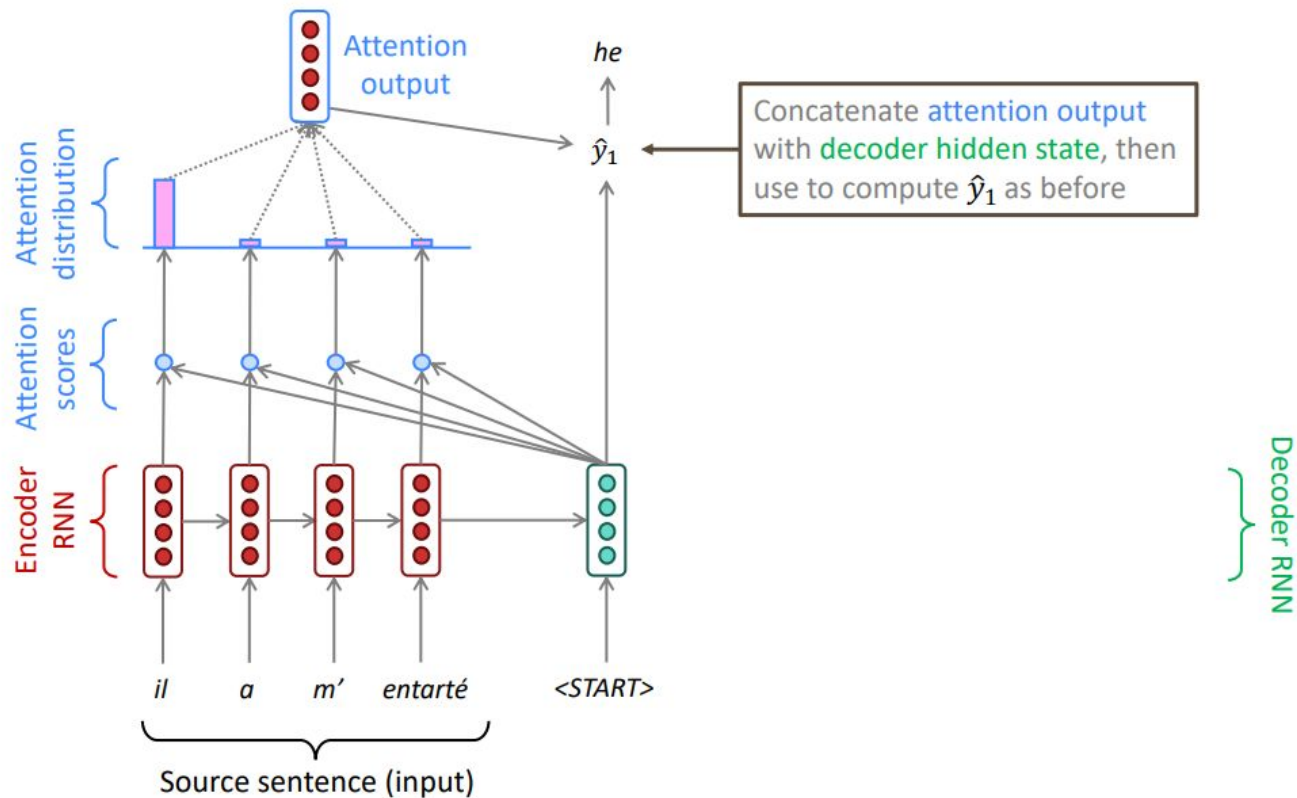 Attention
output
he
Concatenate attention output
with decoder hidden state, then
use to compute ŷ₁ as before
ŷ₁
Attention
distribution
Attention
scores
Encoder
RNN
Decoder RNN
il a m’ entarté <START>
Source sentence (input)